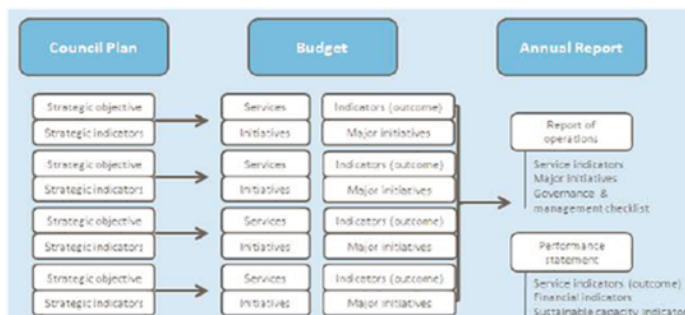 Council Plan
Budget
Annual Report
Strategic objective
Strategic indicators
Services
Initiatives
Indicators (outcome)
Major initiatives
Strategic objective
Strategic indicators
Services
Initiatives
Indicators (outcome)
Major initiatives
Strategic objective
Strategic indicators
Services
Initiatives
Indicators (outcome)
Major initiatives
Strategic objective
Strategic indicators
Services
Initiatives
Indicators (outcome)
Major initiatives
Report of
operations
Service indicators
Major initiatives
Governance &
management checklist
Performance
statement
Service indicators (outcome)
Financial indicators
Sustainable capacity indicator